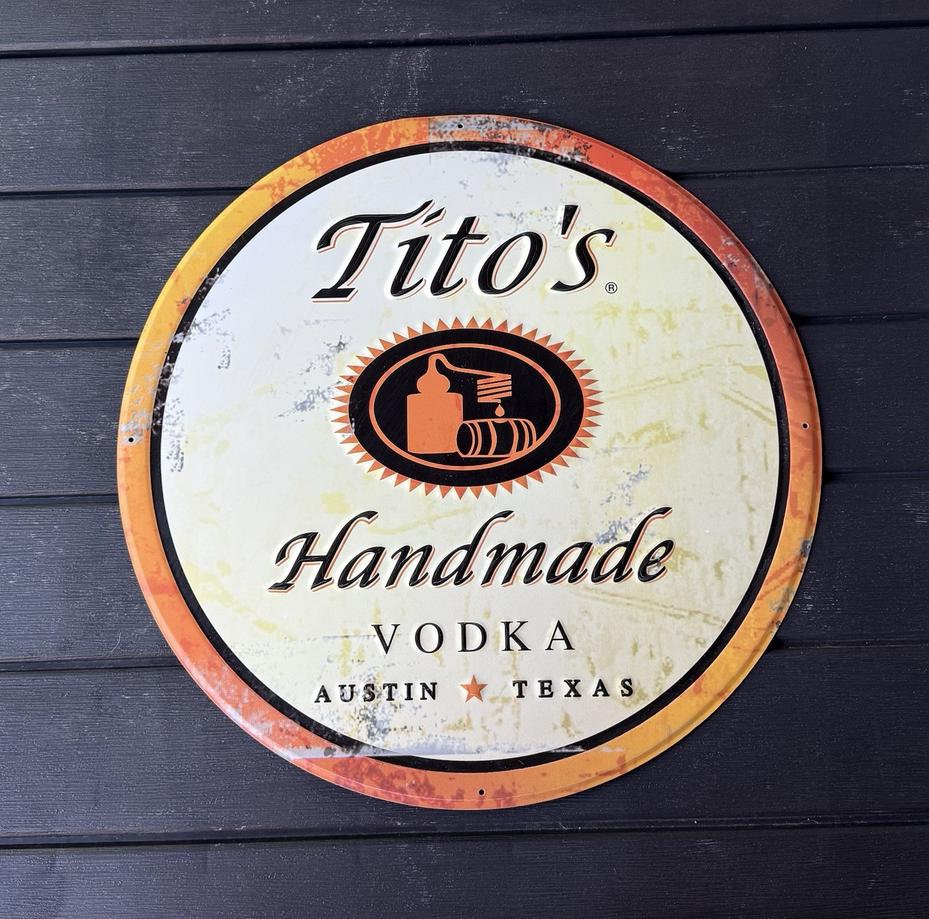 Tito's®
Handmade
VODKA
AUSTIN ★ TEXAS